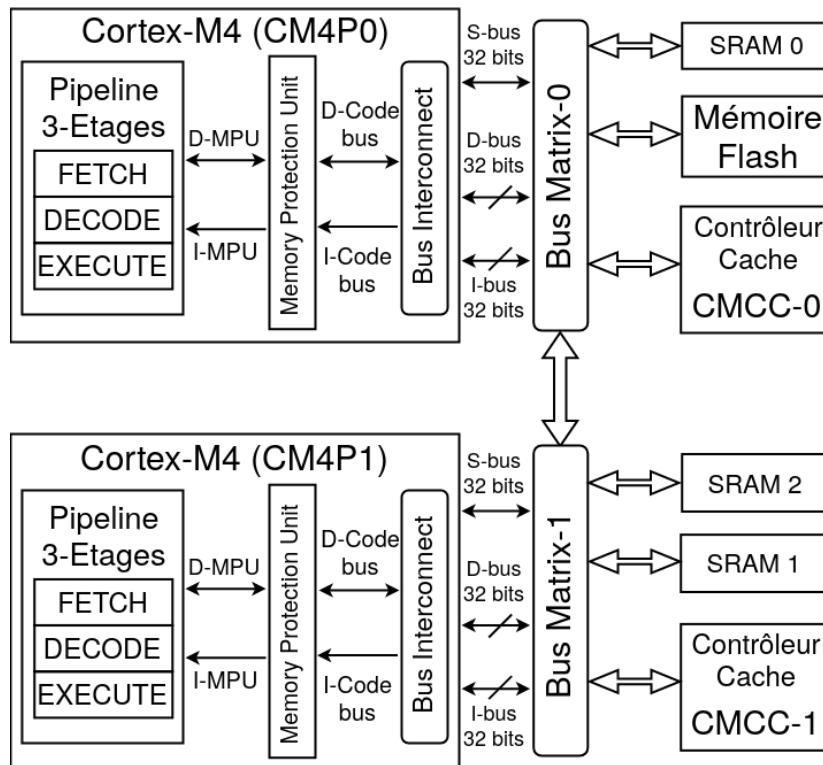 Cortex-M4 (CM4P0)
Pipeline
3-Etages
FETCH
DECODE
EXECUTE
D-MPU
I-MPU
Memory Protection Unit
D-Code
bus
I-Code
bus
Bus Interconnect
S-bus
32 bits
D-bus
32 bits
I-bus
32 bits
Bus Matrix-0
SRAM 0
Mémoire
Flash
Contrôleur
Cache
CMCC-0
Cortex-M4 (CM4P1)
Pipeline
3-Etages
FETCH
DECODE
EXECUTE
D-MPU
I-MPU
Memory Protection Unit
D-Code
bus
I-Code
bus
Bus Interconnect
S-bus
32 bits
D-bus
32 bits
I-bus
32 bits
Bus Matrix-1
SRAM 2
SRAM 1
Contrôleur
Cache
CMCC-1